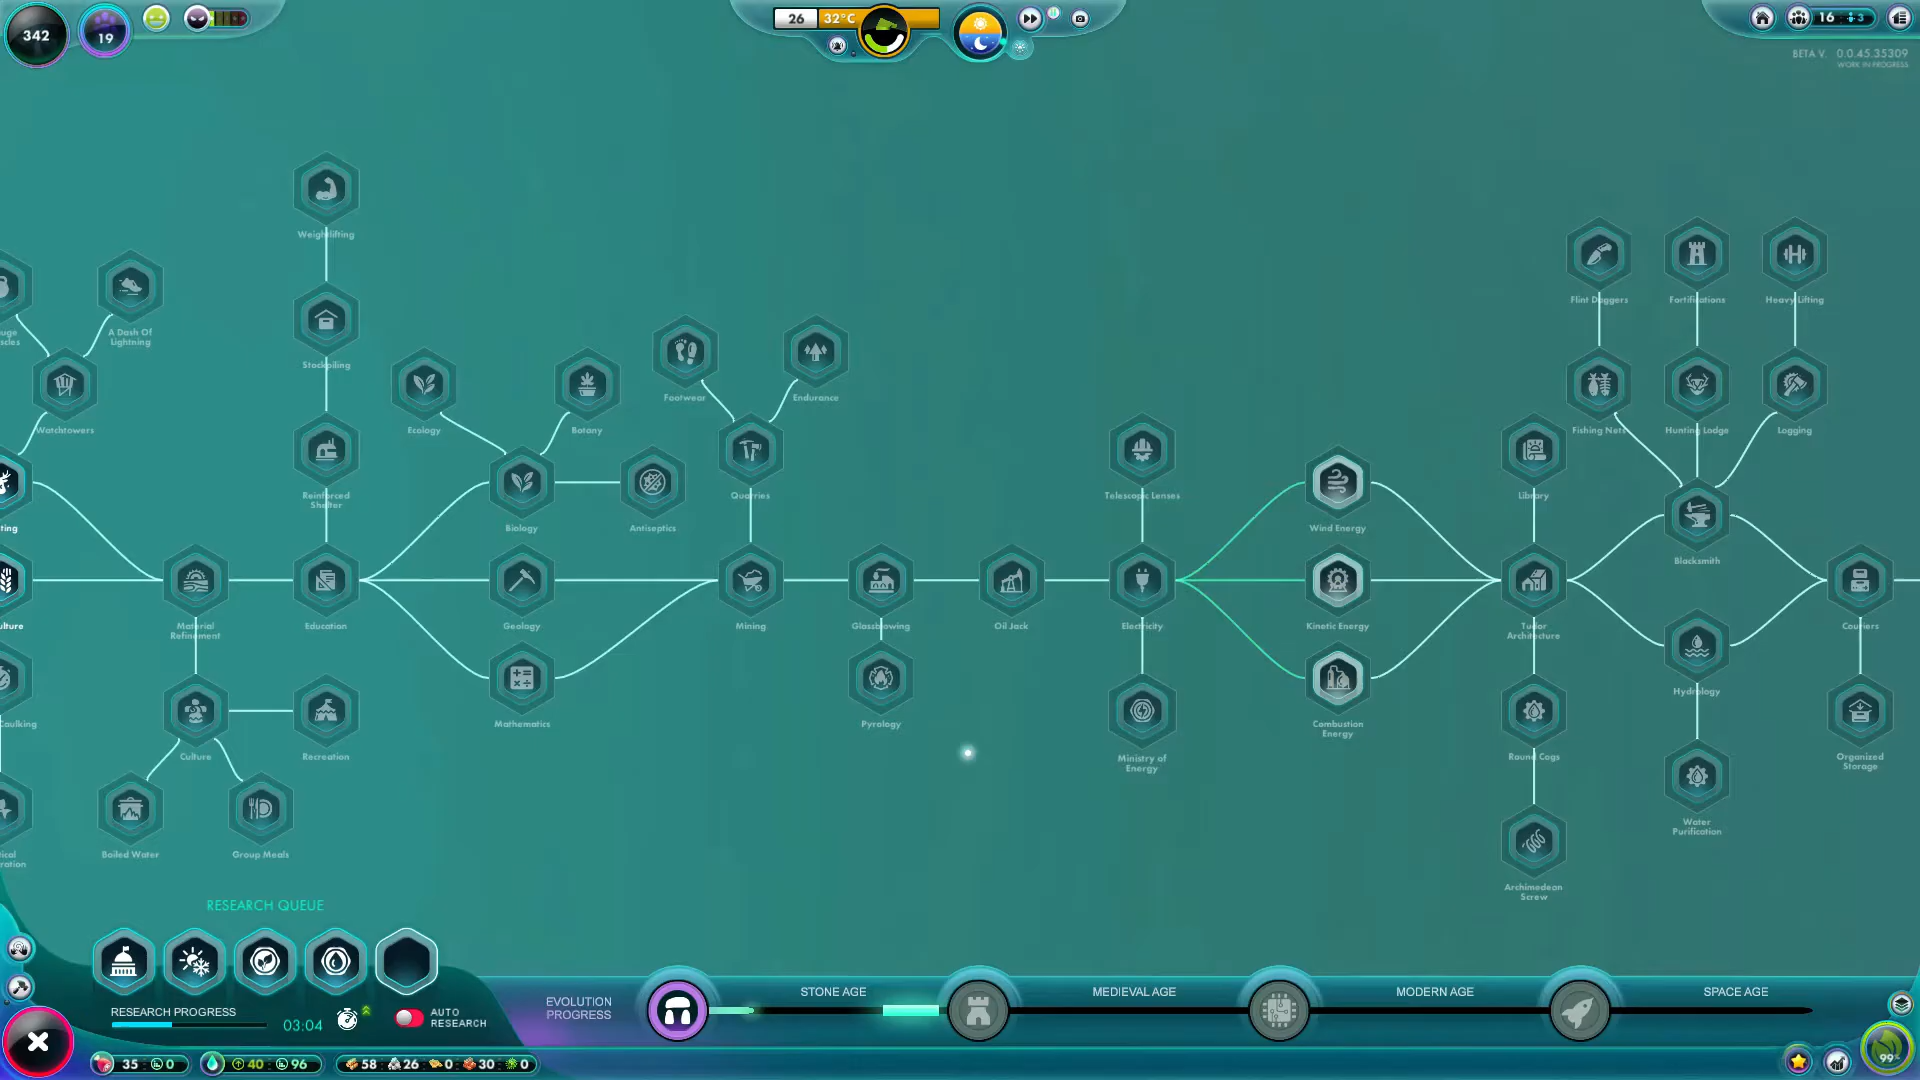 342
19
26
32°C
16
3
BETA V. 0.0.45.35309
WORK IN PROGRESS
Weightlifting
A Dash Of
Lightning
Stockpiling
Watchtowers
Ecology
Botany
Footwear
Endurance
Flint Daggers
Fortifications
Heavy Lifting
Fishing Nets
Hunting Lodge
Logging
Reinforced
Shelter
Biology
Antiseptics
Quarries
Telescopic Lenses
Wind Energy
Library
Blacksmith
Material
Refinement
Education
Geology
Mining
Glassblowing
Oil Jack
Electricity
Kinetic Energy
Tudor
Architecture
Couriers
Caulking
Culture
Recreation
Mathematics
Pyrology
Ministry of
Energy
Combustion
Energy
Round Cogs
Hydrology
Organized
Storage
Boiled Water
Group Meals
Archimedean
Screw
Water
Purification
RESEARCH QUEUE
RESEARCH PROGRESS
03:04
AUTO
RESEARCH
EVOLUTION
PROGRESS
STONE AGE
MEDIEVAL AGE
MODERN AGE
SPACE AGE
35
0
40
96
58
26
0
30
0
99%